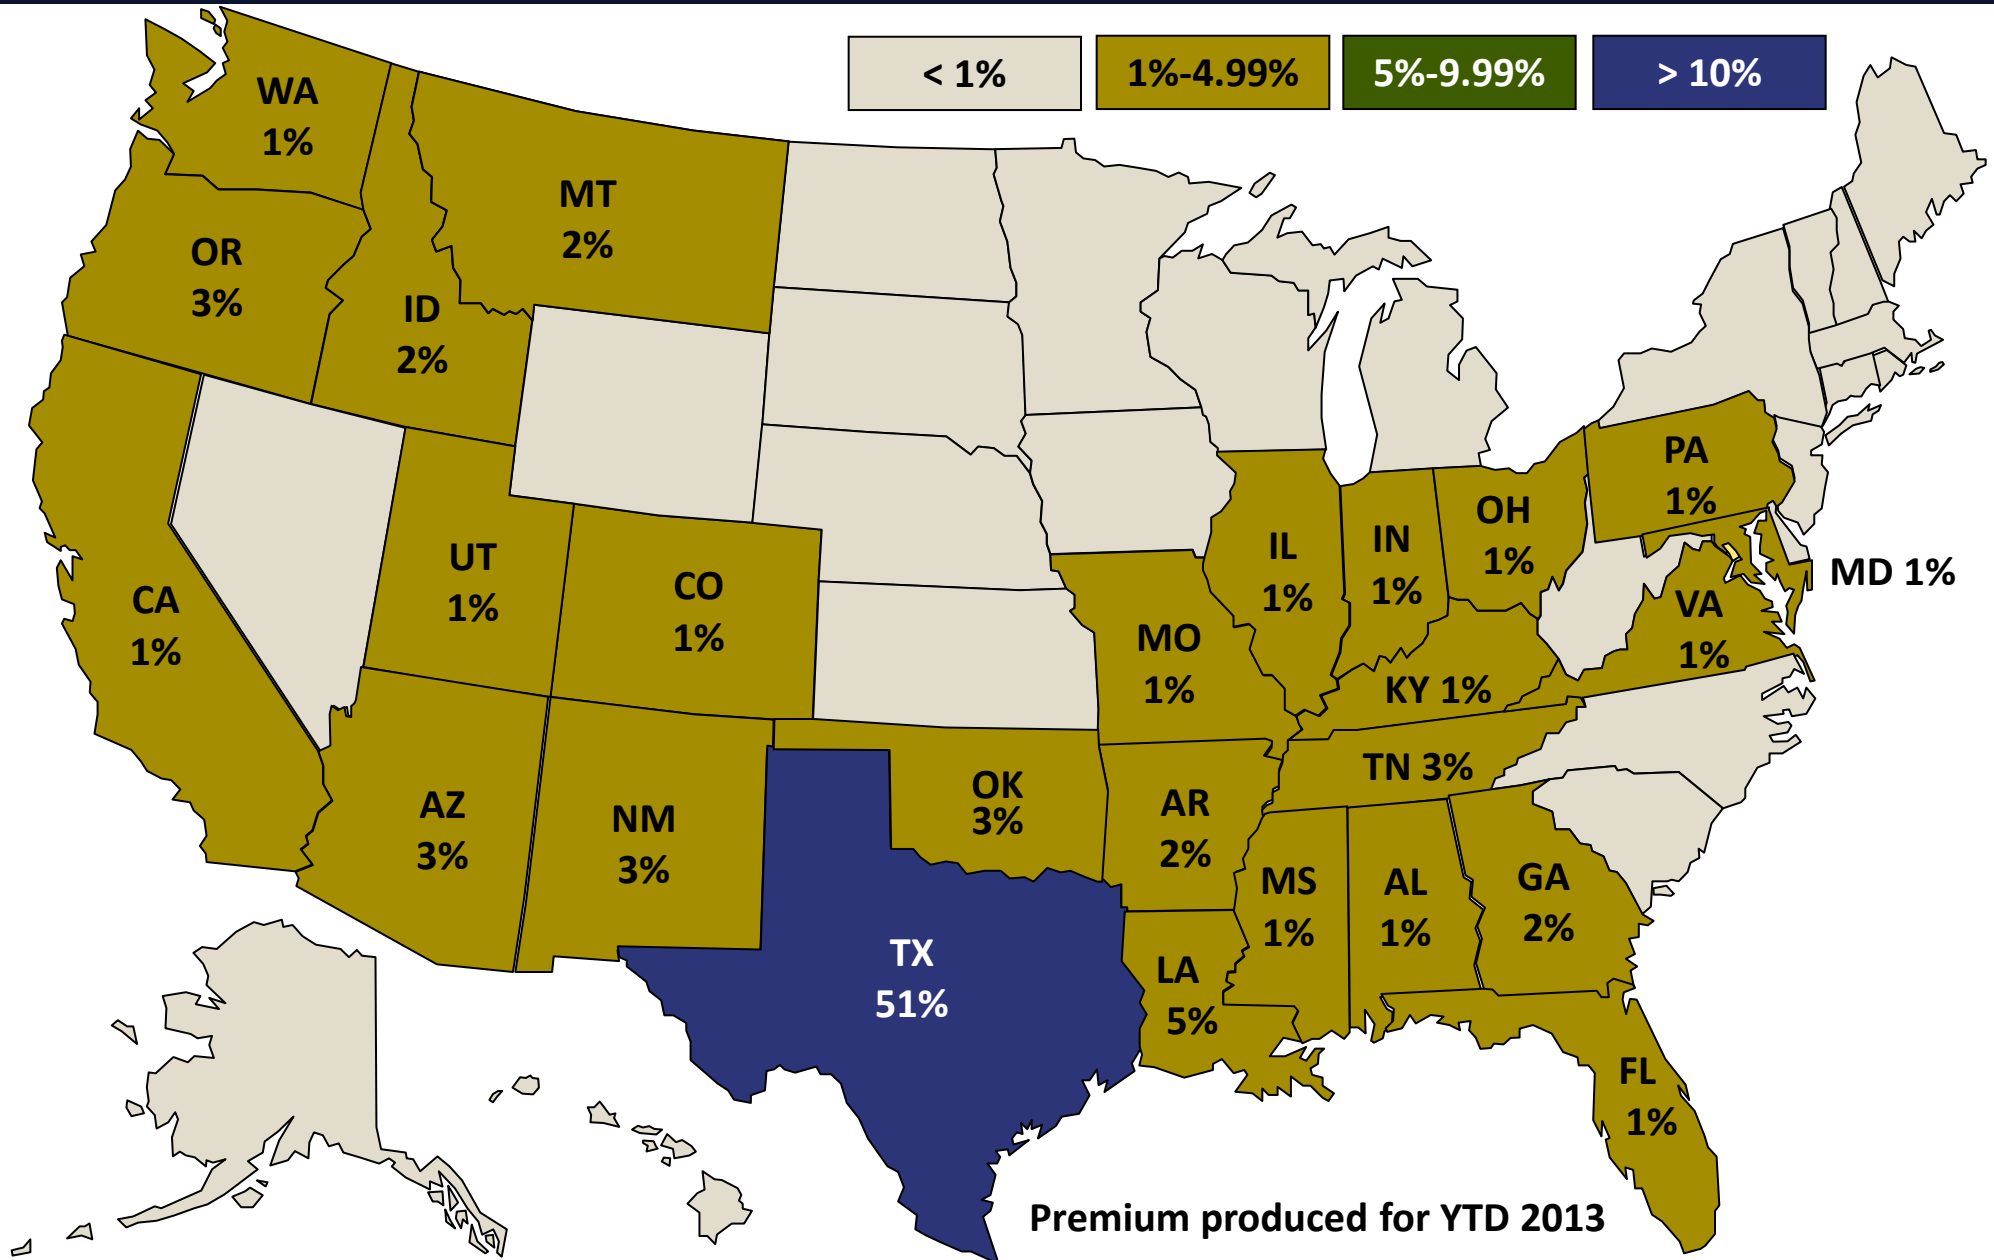 < 1%
1%-4.99%
5%-9.99%
> 10%
WA
1%
MT
2%
OR
3%
ID
2%
PA
1%
OH
1%
IN
1%
IL
1%
UT
1%
CO
1%
MD 1%
CA
1%
VA
1%
MO
1%
KY 1%
TN 3%
AZ
3%
NM
3%
OK
3%
AR
2%
MS
1%
AL
1%
GA
2%
TX
51%
LA
5%
FL
1%
Premium produced for YTD 2013